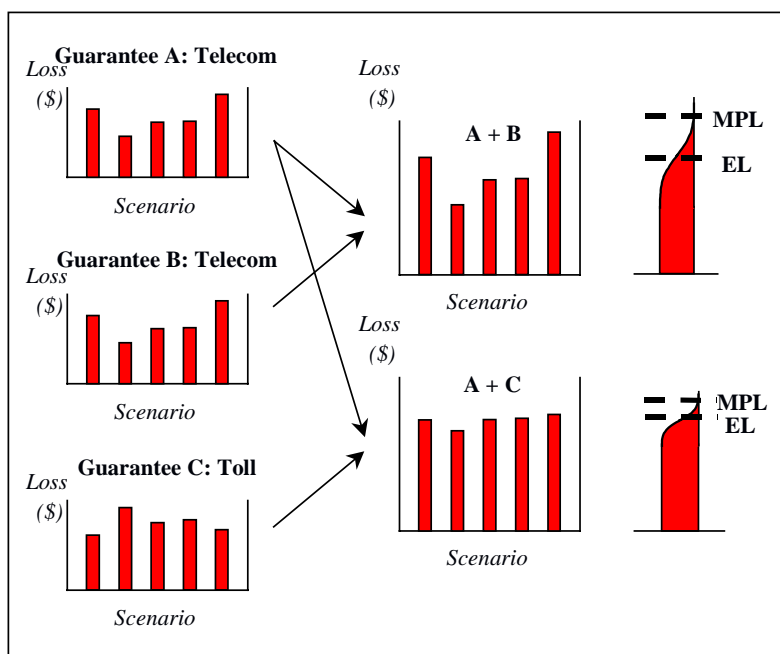 Guarantee A: Telecom
Loss
($)
Scenario
Guarantee B: Telecom
Loss
($)
Scenario
Guarantee C: Toll
Loss
($)
Scenario
Loss
($)
A + B
Scenario
MPL
EL
Loss
($)
A + C
Scenario
MPL
EL